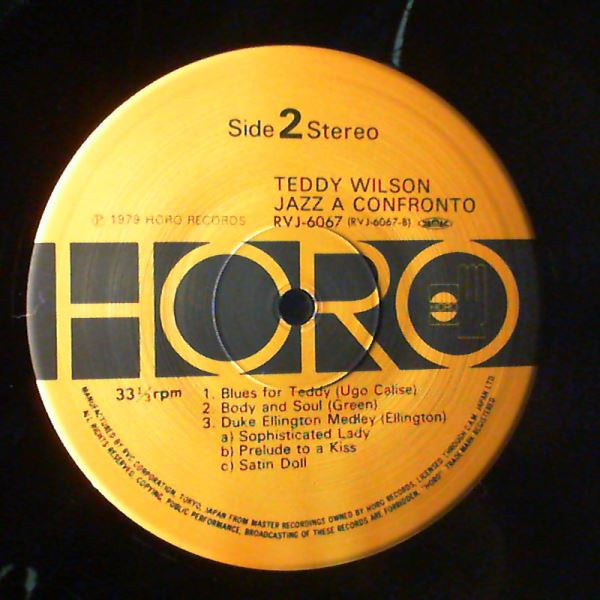 Side 2 Stereo
TEDDY WILSON
JAZZ A CONFRONTO
℗ 1979 HORO RECORDS
RVJ-6067 (RVJ-6067-B)
HORO
33⅓ rpm
1. Blues for Teddy (Ugo Calise)
2. Body and Soul (Green)
3. Duke Ellington Medley (Ellington)
a) Sophisticated Lady
b) Prelude to a Kiss
c) Satin Doll
MANUFACTURED BY RVC CORPORATION, TOKYO, JAPAN FROM MASTER RECORDINGS OWNED BY HORO RECORDS, LICENSED THROUGH C.A.M. JAPAN LTD
ALL RIGHTS RESERVED. COPYING, PUBLIC PERFORMANCE, BROADCASTING OF THESE RECORDS ARE FORBIDDEN. "HORO" TRADE MARK REGISTERED